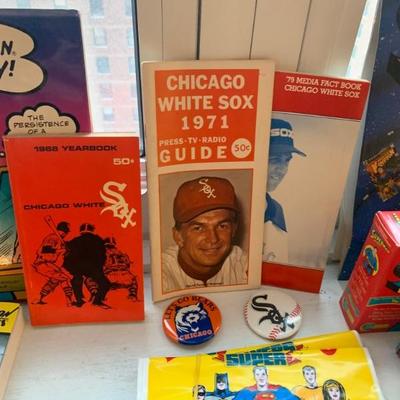 Y!
THE
PERSISTENCE
OF A
1968 YEARBOOK
50¢
CHICAGO WHITE
Sox
CHICAGO
WHITE SOX
1971
PRESS-TV-RADIO
GUIDE 50¢
'79 MEDIA FACT BOOK
CHICAGO WHITE SOX
SOX
CHICAGO
Sox
SUPER